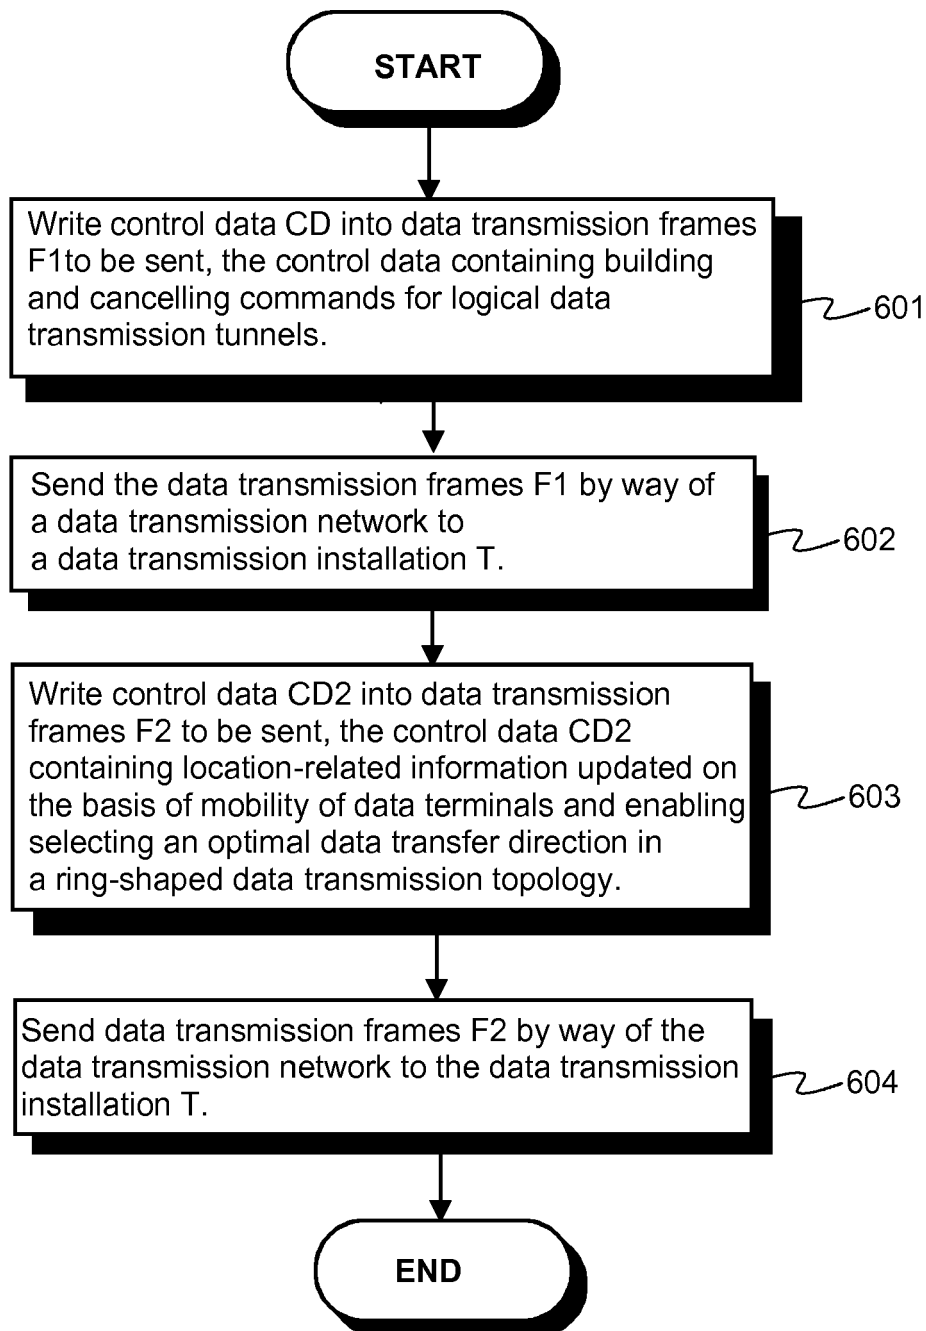 START
Write control data CD into data transmission frames
F1to be sent, the control data containing building
and cancelling commands for logical data
transmission tunnels.
601
Send the data transmission frames F1 by way of
a data transmission network to
a data transmission installation T.
602
Write control data CD2 into data transmission
frames F2 to be sent, the control data CD2
containing location-related information updated on
the basis of mobility of data terminals and enabling
selecting an optimal data transfer direction in
a ring-shaped data transmission topology.
603
Send data transmission frames F2 by way of the
data transmission network to the data transmission
installation T.
604
END